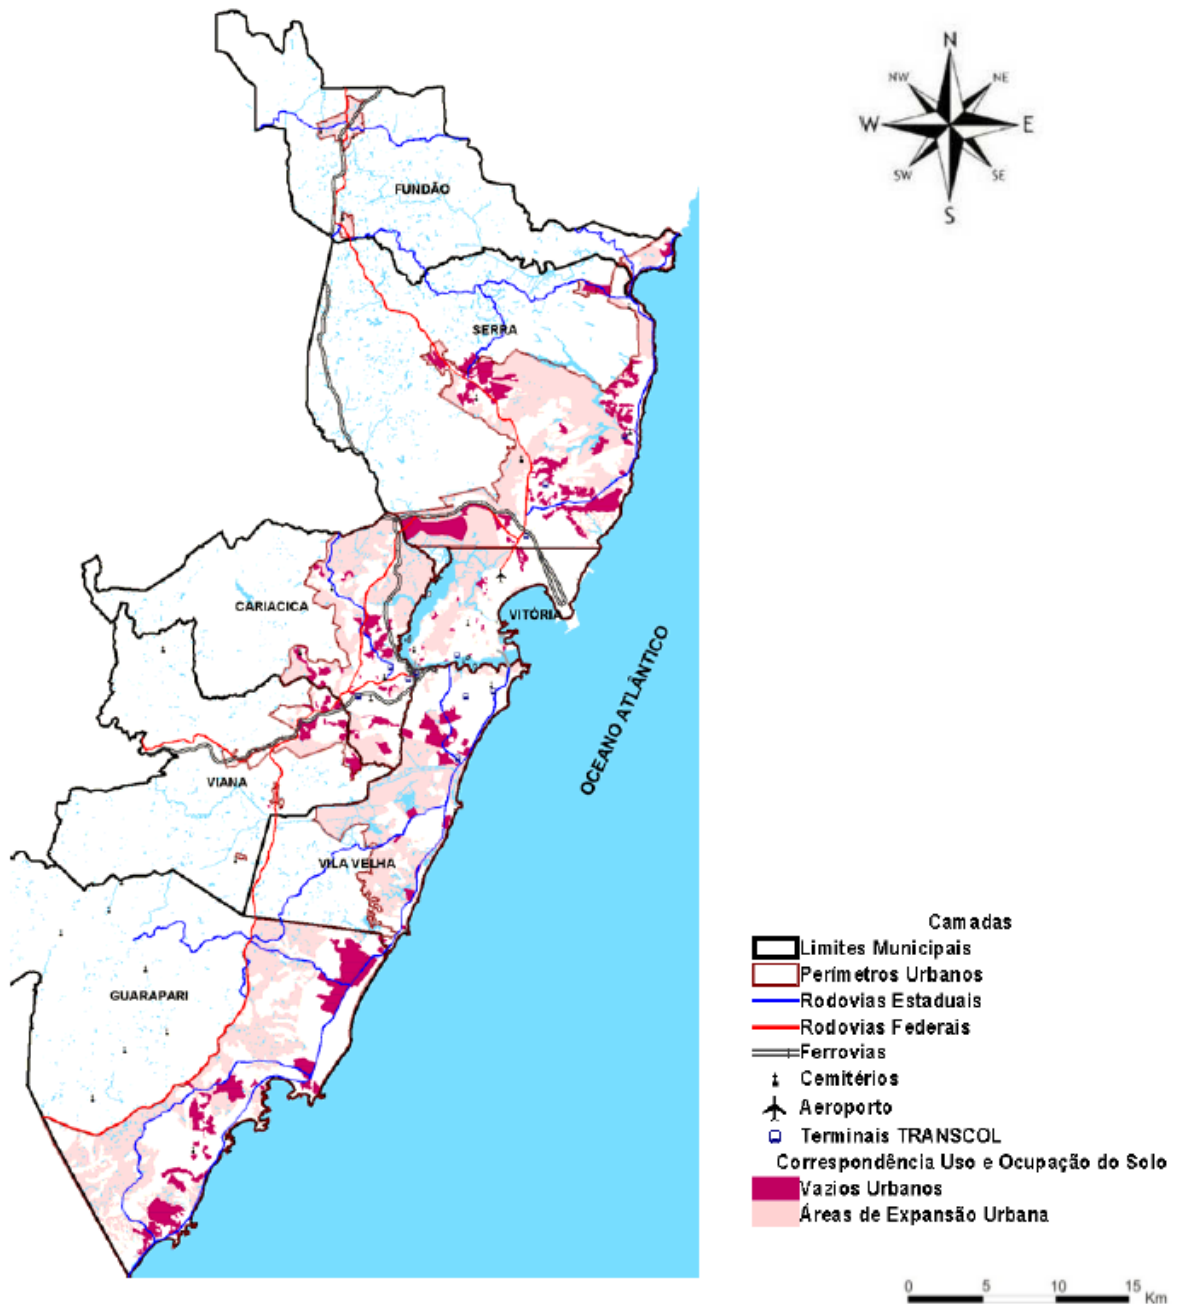 N
NW
NE
W
E
SW
SE
S
FUNDÃO
SERRA
CARIACICA
VITÓRIA
OCEANO ATLÂNTICO
VIANA
VILA VELHA
GUARAPARI
Camadas
Limites Municipais
Perímetros Urbanos
Rodovias Estaduais
Rodovias Federais
Ferrovias
Cemitérios
Aeroporto
Terminais TRANSCOL
Correspondência Uso e Ocupação do Solo
Vazios Urbanos
Áreas de Expansão Urbana
0 5 10 15
Km